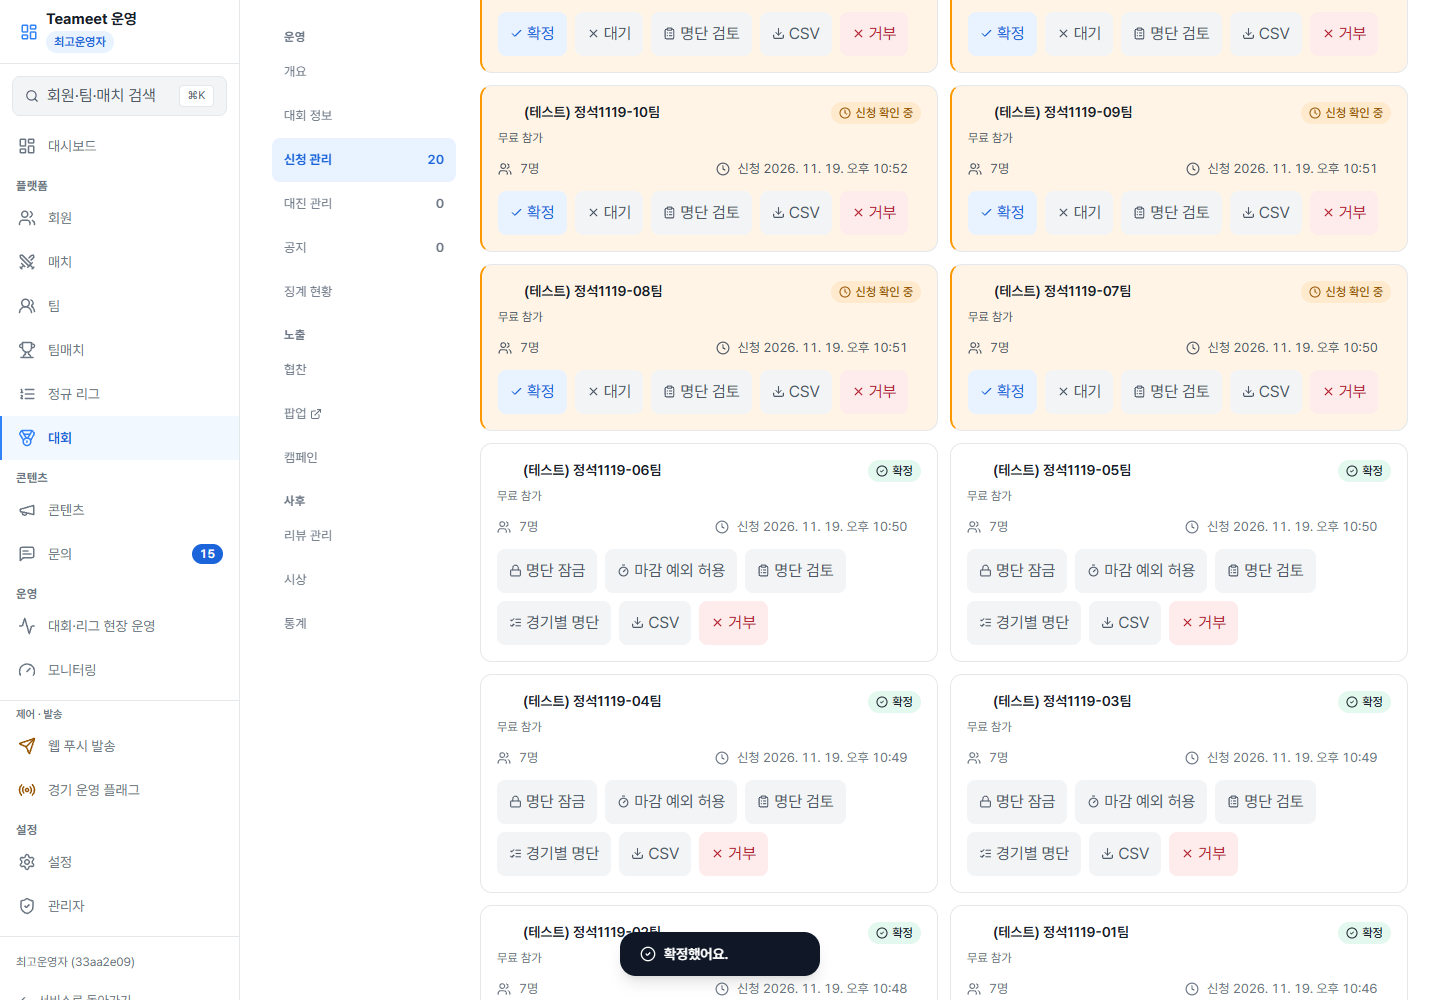 Teameet 운영
최고운영자
회원·팀·매치 검색 ⌘K
대시보드
플랫폼
회원
매치
팀
팀매치
정규 리그
대회
콘텐츠
콘텐츠
문의 15
운영
대회·리그 현장 운영
모니터링
제어 · 발송
웹 푸시 발송
경기 운영 플래그
설정
설정
관리자
최고운영자 (33aa2e09)
서비스로 돌아가기
운영
개요
대회 정보
신청 관리 20
대진 관리 0
공지 0
징계 현황
노출
협찬
팝업
캠페인
사후
리뷰 관리
시상
통계
확정 대기 명단 검토 CSV 거부
확정 대기 명단 검토 CSV 거부
(테스트) 정석1119-10팀 신청 확인 중
무료 참가
7명 신청 2026. 11. 19. 오후 10:52
확정 대기 명단 검토 CSV 거부
(테스트) 정석1119-09팀 신청 확인 중
무료 참가
7명 신청 2026. 11. 19. 오후 10:51
확정 대기 명단 검토 CSV 거부
(테스트) 정석1119-08팀 신청 확인 중
무료 참가
7명 신청 2026. 11. 19. 오후 10:51
확정 대기 명단 검토 CSV 거부
(테스트) 정석1119-07팀 신청 확인 중
무료 참가
7명 신청 2026. 11. 19. 오후 10:50
확정 대기 명단 검토 CSV 거부
(테스트) 정석1119-06팀 확정
무료 참가
7명 신청 2026. 11. 19. 오후 10:50
명단 잠금 마감 예외 허용 명단 검토
경기별 명단 CSV 거부
(테스트) 정석1119-05팀 확정
무료 참가
7명 신청 2026. 11. 19. 오후 10:50
명단 잠금 마감 예외 허용 명단 검토
경기별 명단 CSV 거부
(테스트) 정석1119-04팀 확정
무료 참가
7명 신청 2026. 11. 19. 오후 10:49
명단 잠금 마감 예외 허용 명단 검토
경기별 명단 CSV 거부
(테스트) 정석1119-03팀 확정
무료 참가
7명 신청 2026. 11. 19. 오후 10:49
명단 잠금 마감 예외 허용 명단 검토
경기별 명단 CSV 거부
(테스트) 정석1119-02팀 확정
무료 참가
7명 신청 2026. 11. 19. 오후 10:48
(테스트) 정석1119-01팀 확정
무료 참가
7명 신청 2026. 11. 19. 오후 10:46
확정했어요.